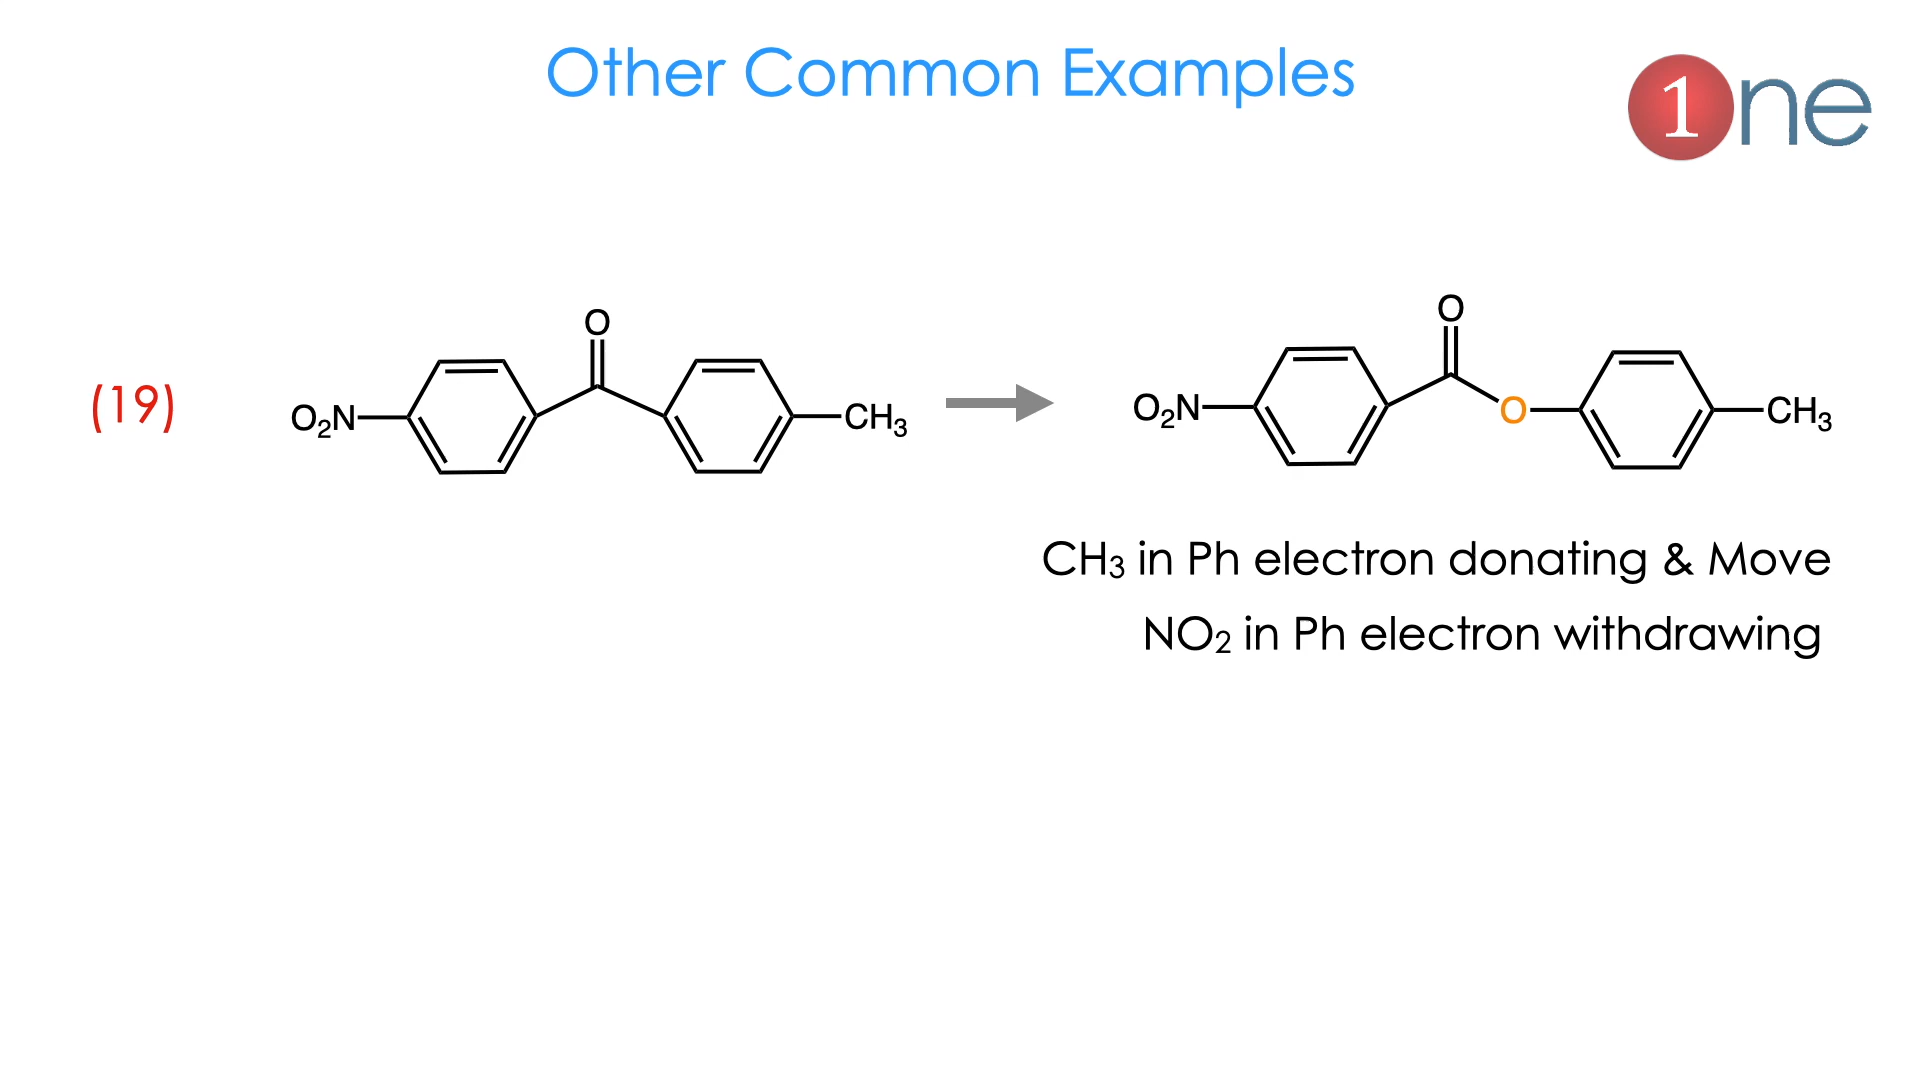 Other Common Examples
1ne
(19)
O₂N
O
CH₃
O₂N
O
O
CH₃
CH₃ in Ph electron donating & Move
NO₂ in Ph electron withdrawing